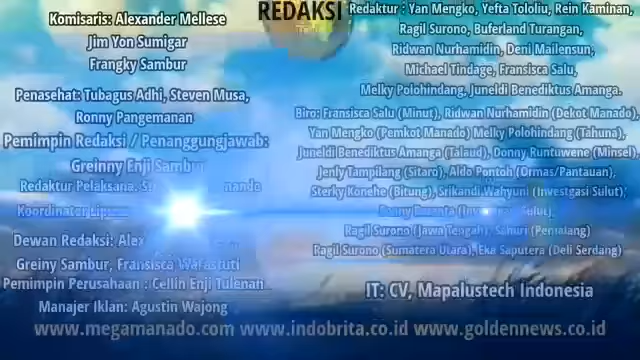 REDAKSI
Komisaris: Alexander Mellese
Jim Yon Sumigar
Frangky Sambur
Penasehat: Tubagus Adhi, Steven Musa,
Ronny Pangemanan
Pemimpin Redaksi / Penanggungjawab:
Greinny Enji Sambur
Redaktur Pelaksana,
Koordinator
Dewan Redaksi:
Greiny Sambur, Fransisca Warastuti
Pemimpin Perusahaan : Cellin Enji Tulenan
Manajer Iklan: Agustin Wajong
Redaktur : Yan Mengko, Yefta Tololiu, Rein Kaminan,
Ragil Surono, Buferland Turangan,
Ridwan Nurhamidin, Deni Mailensun,
Michael Tindage, Fransisca Salu,
Melky Polohindang, Juneldi Benediktus Amanga.
Biro: Fransisca Salu (Minut), Ridwan Nurhamidin (Dekot Manado),
Yan Mengko (Pemkot Manado) Melky Polohindang (Tahuna),
Juneldi Benediktus Amanga (Talaud), Donny Runtuwene (Minsel),
Jenly Tampilang (Sitaro), Aldo Pontoh (Ormas/Pantauan),
Sterky Konehe (Bitung), Srikandi Wahyuni (Investgasi Sulut),
Sulut),
Ragil Surono (Jawa Tengah), Sahuri (Pemalang)
Ragil Surono (Sumatera Utara), Eka Saputera (Deli Serdang)
IT: CV, Mapalustech Indonesia
www.megamanado.com www.indobrita.co.id www.goldennews.co.id